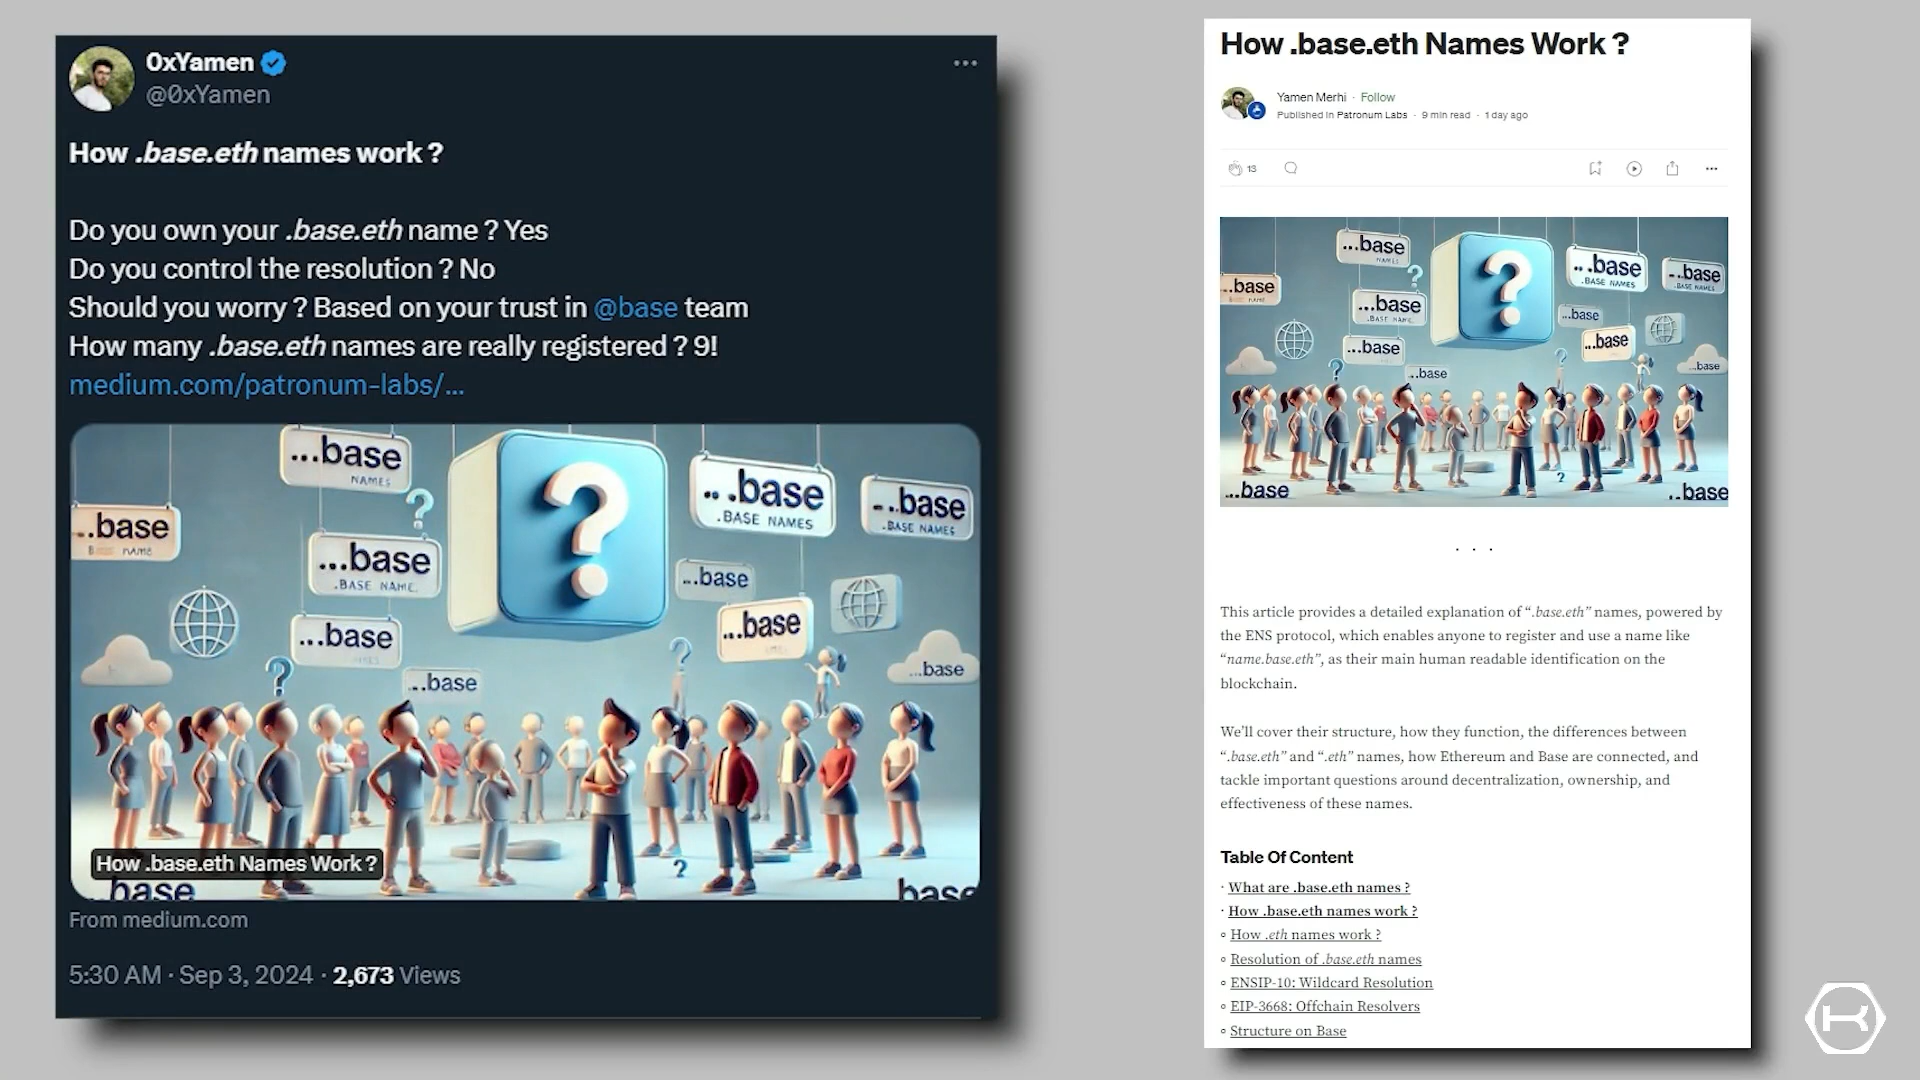 0xYamen
@0xYamen
How .base.eth names work ?
Do you own your .base.eth name ? Yes
Do you control the resolution ? No
Should you worry ? Based on your trust in @base team
How many .base.eth names are really registered ? 9!
medium.com/patronum-labs/...
...base
NAMES
...base
.BASE NAMES
...base
.BASE NAMES
...base
NAME
...base
.BASE NAME.
...base
...base
...base
...base
...base
How .base.eth Names Work ?
base
base
From medium.com
5:30 AM · Sep 3, 2024 · 2,673 Views
How .base.eth Names Work ?
Yamen Merhi · Follow
Published in Patronum Labs · 9 min read · 1 day ago
13
...base
NAMES
...base
.BASE NAMES
...base
.BASE NAMES
...base
NAME
...base
.BASE NAME.
...base
...base
...base
...base
...base
...base
...base
. . .
This article provides a detailed explanation of “.base.eth” names, powered by
the ENS protocol, which enables anyone to register and use a name like
“name.base.eth”, as their main human readable identification on the
blockchain.
We’ll cover their structure, how they function, the differences between
“.base.eth” and “.eth” names, how Ethereum and Base are connected, and
tackle important questions around decentralization, ownership, and
effectiveness of these names.
Table Of Content
· What are .base.eth names ?
· How .base.eth names work ?
∘ How .eth names work ?
∘ Resolution of .base.eth names
∘ ENSIP-10: Wildcard Resolution
∘ EIP-3668: Offchain Resolvers
∘ Structure on Base